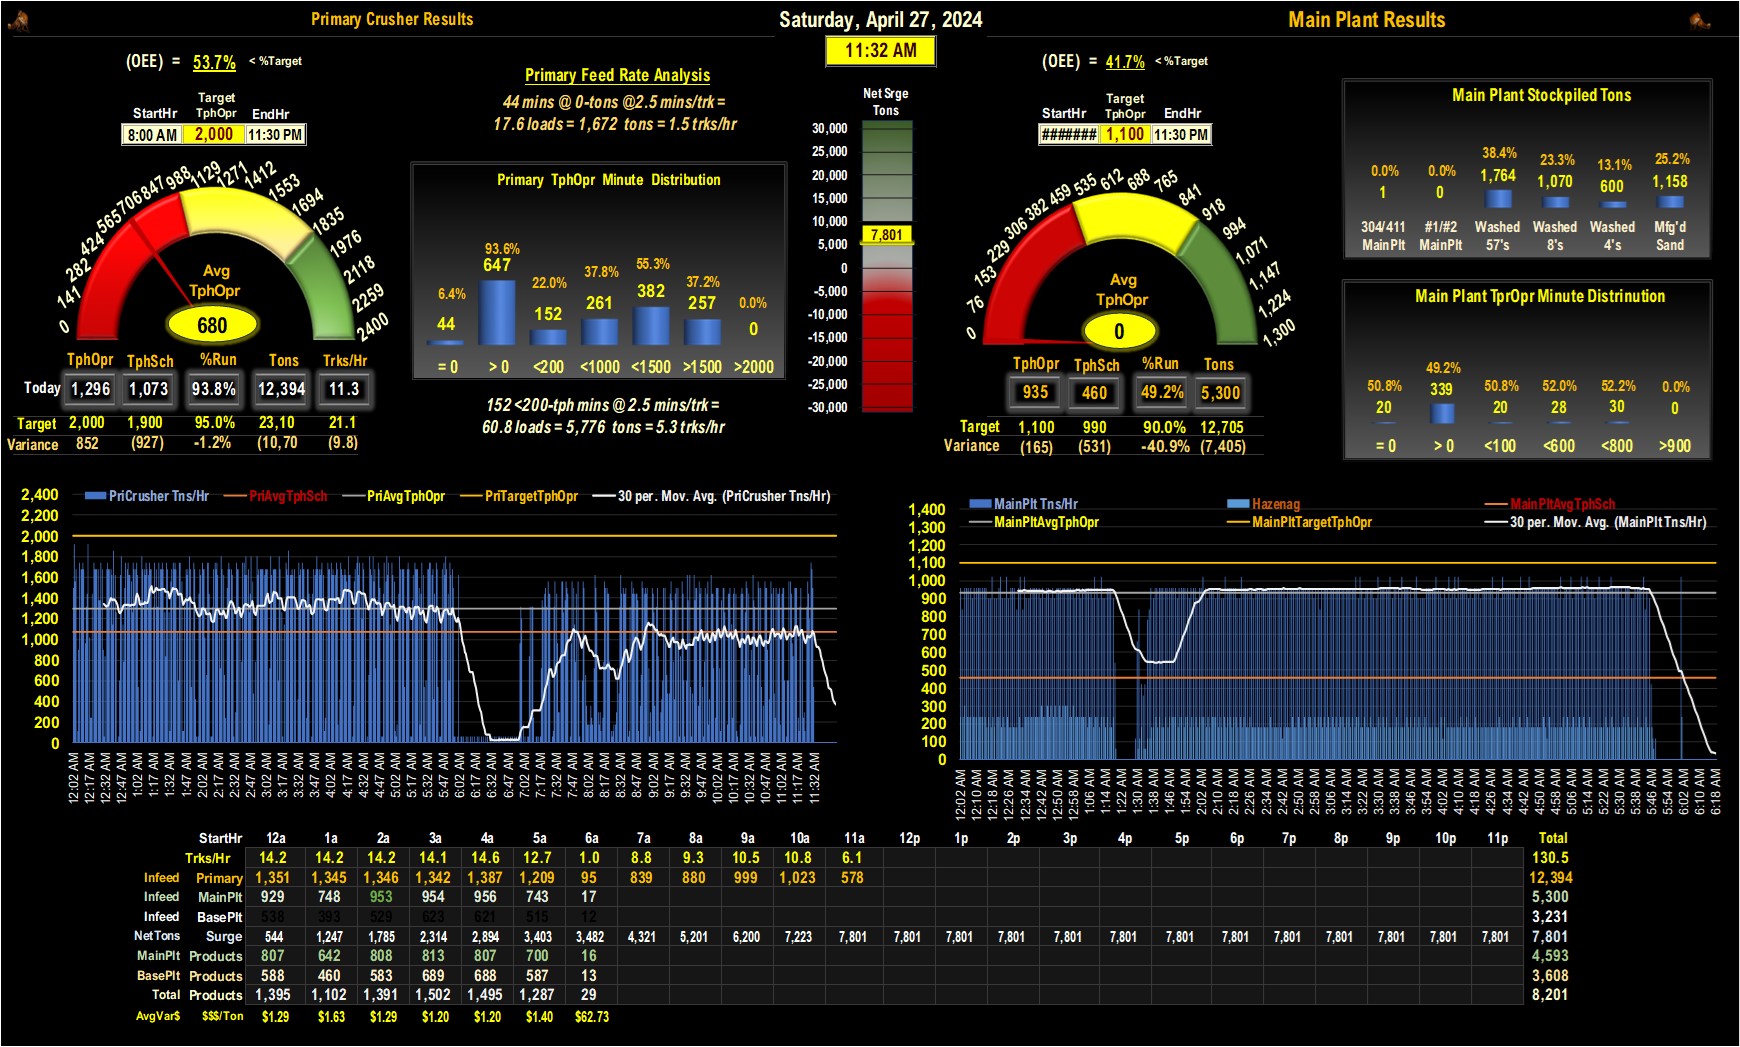 Primary Crusher Results
Saturday, April 27, 2024
Main Plant Results
11:32 AM
(OEE) = 53.7% < %Target
StartHr Target TphOpr EndHr
8:00 AM 2,000 11:30 PM
Primary Feed Rate Analysis
44 mins @ 0-tons @2.5 mins/trk =
17.6 loads = 1,672 tons = 1.5 trks/hr
Net Srge
Tons
(OEE) = 41.7% < %Target
StartHr Target TphOpr EndHr
####### 1,100 11:30 PM
0 141 282 424 565 706 847 988 1129 1271 1412 1553 1694 1835 1976 2118 2259 2400
Avg
TphOpr
680
TphOpr TphSch %Run Tons Trks/Hr
Today 1,296 1,073 93.8% 12,394 11.3
Target 2,000 1,900 95.0% 23,10 21.1
Variance 852 (927) -1.2% (10,70 (9.8)
Primary TphOpr Minute Distribution
6.4% 93.6% 22.0% 37.8% 55.3% 37.2% 0.0%
44 647 152 261 382 257 0
= 0 > 0 <200 <1000 <1500 >1500 >2000
152 <200-tph mins @ 2.5 mins/trk =
60.8 loads = 5,776 tons = 5.3 trks/hr
30,000
25,000
20,000
15,000
10,000
7,801
5,000
0
-5,000
-10,000
-15,000
-20,000
-25,000
-30,000
0 76 153 229 306 382 459 535 612 688 765 841 918 994 1,071 1,147 1,224 1,300
Avg
TphOpr
0
TphOpr TphSch %Run Tons
935 460 49.2% 5,300
Target 1,100 990 90.0% 12,705
Variance (165) (531) -40.9% (7,405)
Main Plant Stockpiled Tons
0.0% 0.0% 38.4% 23.3% 13.1% 25.2%
1 0 1,764 1,070 600 1,158
304/411 #1/#2 Washed Washed Washed Mfg'd
MainPlt MainPlt 57's 8's 4's Sand
Main Plant TprOpr Minute Distrinution
50.8% 49.2% 50.8% 52.0% 52.2% 0.0%
20 339 20 28 30 0
= 0 > 0 <100 <600 <800 >900
PriCrusher Tns/Hr PriAvgTphSch PriAvgTphOpr PriTargetTphOpr 30 per. Mov. Avg. (PriCrusher Tns/Hr)
2,400
2,200
2,000
1,800
1,600
1,400
1,200
1,000
800
600
400
200
0
12:02 AM 12:17 AM 12:32 AM 12:47 AM 1:02 AM 1:17 AM 1:32 AM 1:47 AM 2:02 AM 2:17 AM 2:32 AM 2:47 AM 3:02 AM 3:17 AM 3:32 AM 3:47 AM 4:02 AM 4:17 AM 4:32 AM 4:47 AM 5:02 AM 5:17 AM 5:32 AM 5:47 AM 6:02 AM 6:17 AM 6:32 AM 6:47 AM 7:02 AM 7:17 AM 7:32 AM 7:47 AM 8:02 AM 8:17 AM 8:32 AM 8:47 AM 9:02 AM 9:17 AM 9:32 AM 9:47 AM 10:02 AM 10:17 AM 10:32 AM 10:47 AM 11:02 AM 11:17 AM 11:32 AM
MainPlt Tns/Hr Hazenag MainPltAvgTphSch
MainPltAvgTphOpr MainPltTargetTphOpr 30 per. Mov. Avg. (MainPlt Tns/Hr)
1,400
1,300
1,200
1,100
1,000
900
800
700
600
500
400
300
200
100
0
12:02 AM 12:10 AM 12:18 AM 12:26 AM 12:34 AM 12:42 AM 12:50 AM 12:58 AM 1:06 AM 1:14 AM 1:22 AM 1:30 AM 1:38 AM 1:46 AM 1:54 AM 2:02 AM 2:10 AM 2:18 AM 2:26 AM 2:34 AM 2:42 AM 2:50 AM 2:58 AM 3:06 AM 3:14 AM 3:22 AM 3:30 AM 3:38 AM 3:46 AM 3:54 AM 4:02 AM 4:10 AM 4:18 AM 4:26 AM 4:34 AM 4:42 AM 4:50 AM 4:58 AM 5:06 AM 5:14 AM 5:22 AM 5:30 AM 5:38 AM 5:46 AM 5:54 AM 6:02 AM 6:10 AM 6:18 AM
StartHr 12a 1a 2a 3a 4a 5a 6a 7a 8a 9a 10a 11a 12p 1p 2p 3p 4p 5p 6p 7p 8p 9p 10p 11p Total
Trks/Hr 14.2 14.2 14.2 14.1 14.6 12.7 1.0 8.8 9.3 10.5 10.8 6.1 130.5
Infeed Primary 1,351 1,345 1,346 1,342 1,387 1,209 95 839 880 999 1,023 578 12,394
Infeed MainPlt 929 748 953 954 956 743 17 5,300
Infeed BasePlt 538 393 529 623 621 515 12 3,231
NetTons Surge 544 1,247 1,785 2,314 2,894 3,403 3,482 4,321 5,201 6,200 7,223 7,801 7,801 7,801 7,801 7,801 7,801 7,801 7,801 7,801 7,801 7,801 7,801 7,801 7,801
MainPlt Products 807 642 808 813 807 700 16 4,593
BasePlt Products 588 460 583 689 688 587 13 3,608
Total Products 1,395 1,102 1,391 1,502 1,495 1,287 29 8,201
AvgVar$ $$$/Ton $1.29 $1.63 $1.29 $1.20 $1.20 $1.40 $62.73